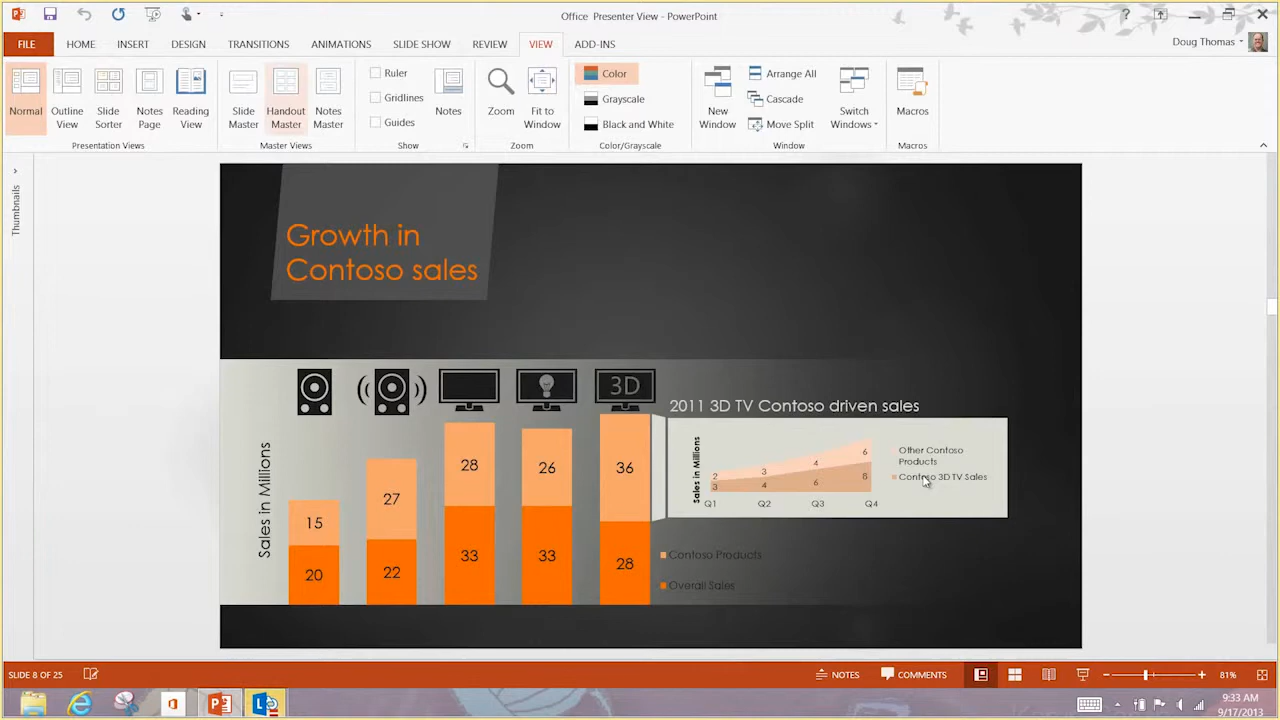 Office Presenter View - PowerPoint
?
FILE
HOME
INSERT
DESIGN
TRANSITIONS
ANIMATIONS
SLIDE SHOW
REVIEW
VIEW
ADD-INS
Doug Thomas
Normal
Outline
View
Slide
Sorter
Notes
Page
Reading
View
Presentation Views
Slide
Master
Handout
Master
Notes
Master
Master Views
Ruler
Gridlines
Guides
Notes
Show
Zoom
Fit to
Window
Zoom
Color
Grayscale
Black and White
Color/Grayscale
New
Window
Arrange All
Cascade
Move Split
Switch
Windows
Window
Macros
Macros
Thumbnails
Growth in
Contoso sales
3D
2011 3D TV Contoso driven sales
Sales in Millions
15
20
27
22
28
33
26
33
36
28
Sales in Millions
2
3
4
6
3
4
6
8
Q1
Q2
Q3
Q4
Other Contoso
Products
Contoso 3D TV Sales
Contoso Products
Overall Sales
SLIDE 8 OF 25
NOTES
COMMENTS
81%
9:33 AM
9/17/2013